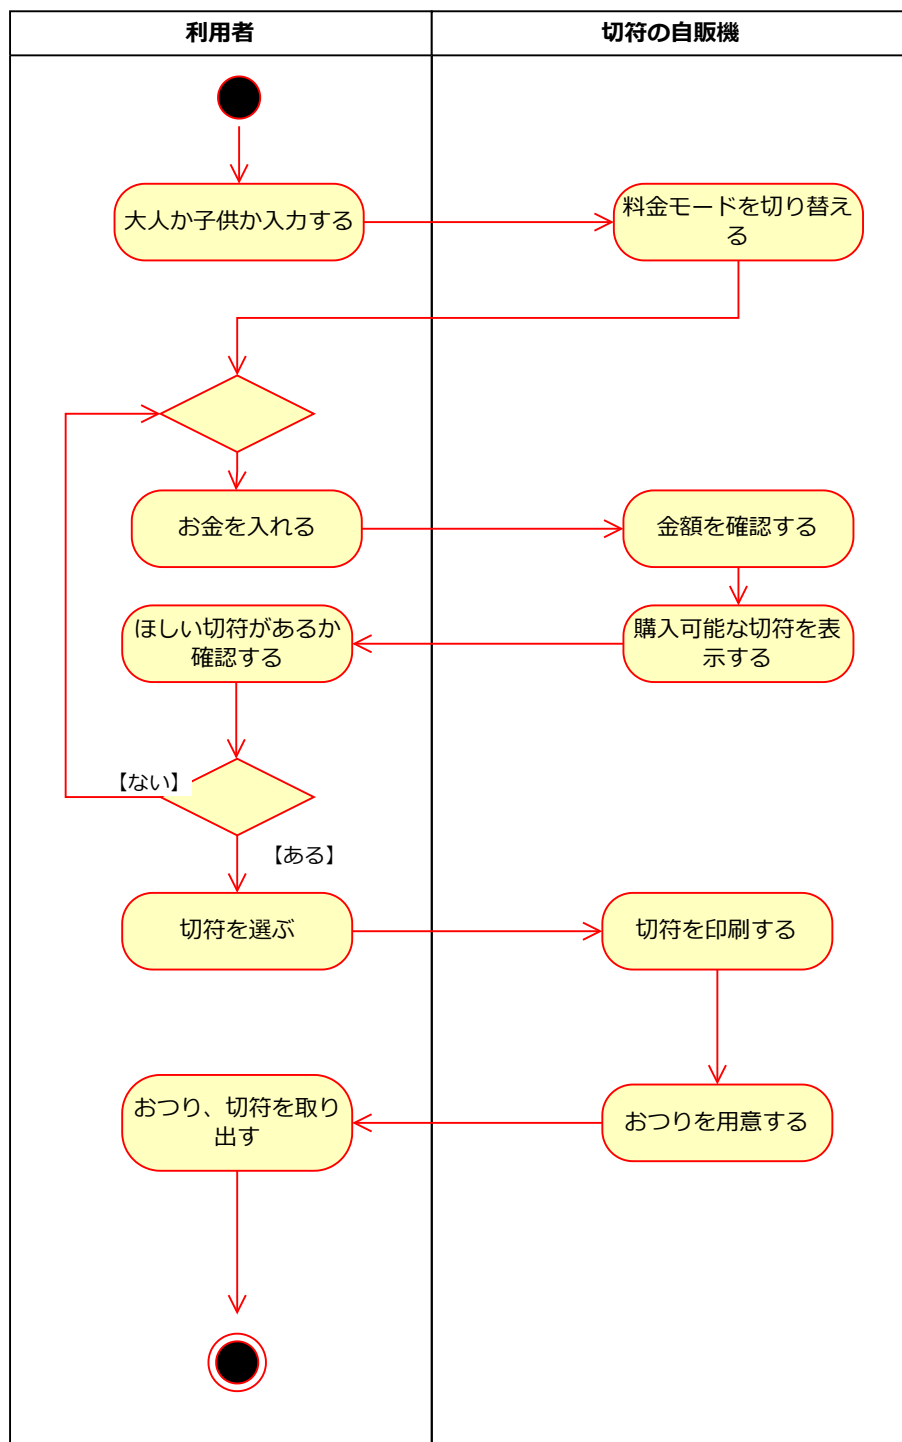 利用者
切符の自販機
大人か子供か入力する
料金モードを切り替え
る
お金を入れる
金額を確認する
ほしい切符があるか
確認する
購入可能な切符を表
示する
【ない】
【ある】
切符を選ぶ
切符を印刷する
おつり、切符を取り
出す
おつりを用意する